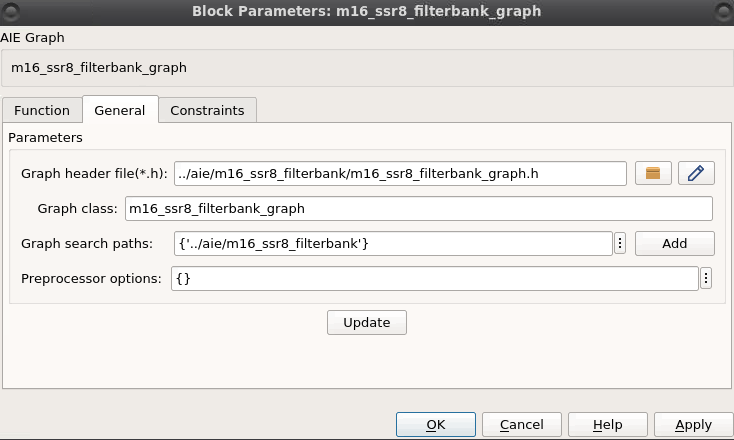 Block Parameters: m16_ssr8_filterbank_graph
AIE Graph
m16_ssr8_filterbank_graph
Function General Constraints
Parameters
Graph header file(*.h): ../aie/m16_ssr8_filterbank/m16_ssr8_filterbank_graph.h
Graph class: m16_ssr8_filterbank_graph
Graph search paths: {'../aie/m16_ssr8_filterbank'} Add
Preprocessor options: {}
Update
OK Cancel Help Apply